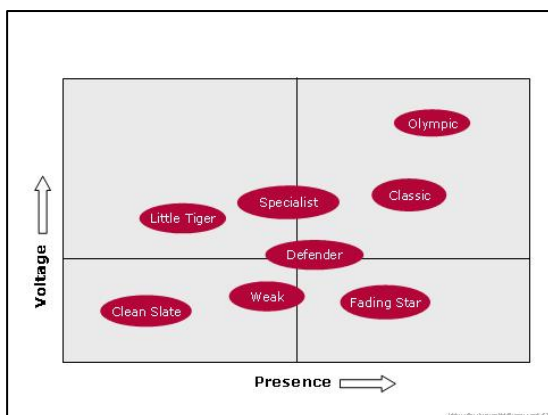 Olympic
Classic
Specialist
Little Tiger
Defender
Weak
Fading Star
Clean Slate
Voltage
Presence